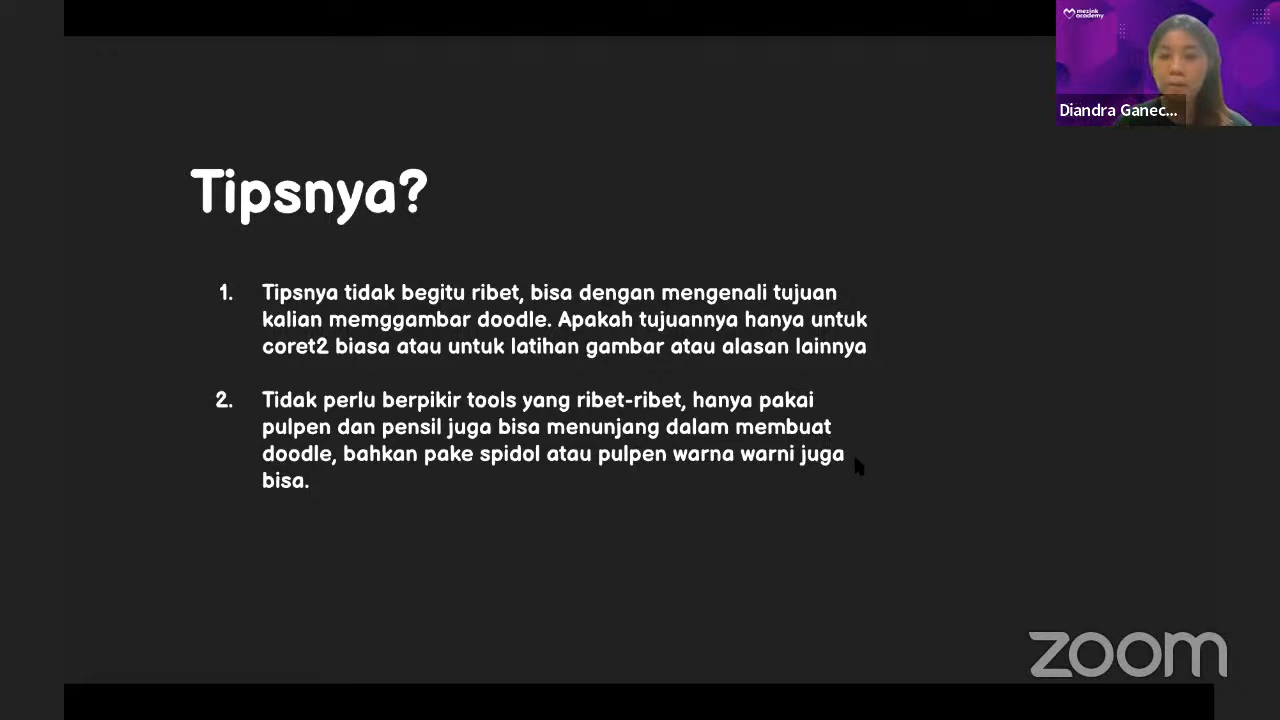 mezink
academy
Diandra Ganec...
Tipsnya?
1. Tipsnya tidak begitu ribet, bisa dengan mengenali tujuan
kalian memggambar doodle. Apakah tujuannya hanya untuk
coret2 biasa atau untuk latihan gambar atau alasan lainnya
2. Tidak perlu berpikir tools yang ribet-ribet, hanya pakai
pulpen dan pensil juga bisa menunjang dalam membuat
doodle, bahkan pake spidol atau pulpen warna warni juga
bisa.
zoom